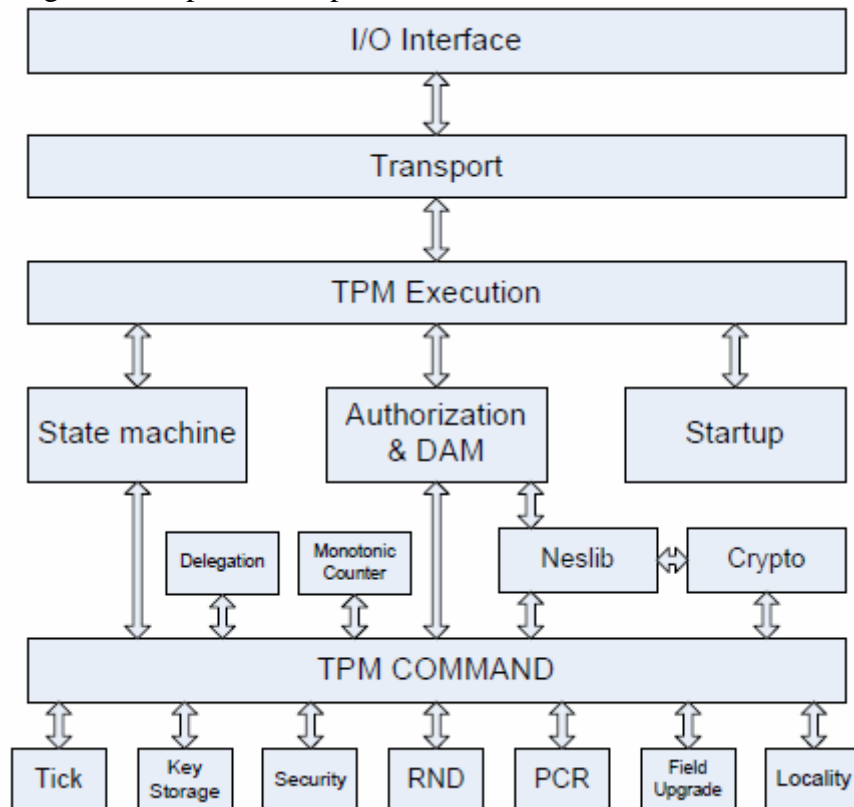 I/O Interface
Transport
TPM Execution
State machine
Authorization
& DAM
Startup
Delegation
Monotonic
Counter
Neslib
Crypto
TPM COMMAND
Tick
Key
Storage
Security
RND
PCR
Field
Upgrade
Locality